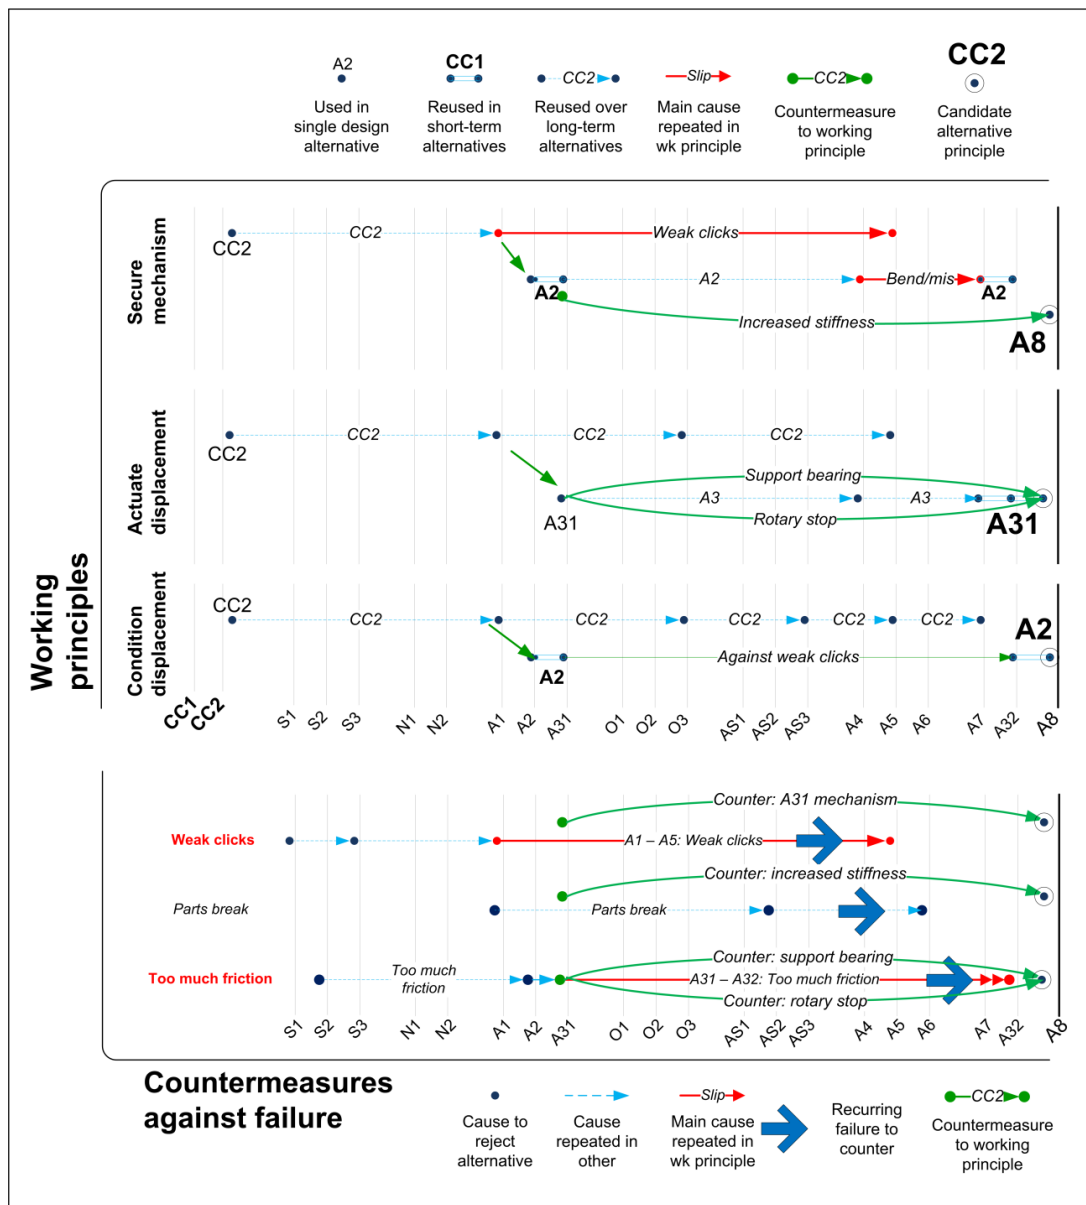 A2
CC1
CC2
Slip
CC2
CC2
Used in
single design
alternative
Reused in
short-term
alternatives
Reused over
long-term
alternatives
Main cause
repeated in
wk principle
Countermeasure
to working
principle
Candidate
alternative
principle
Working
principles
Secure
mechanism
CC2
CC2
Weak clicks
A2
A2
Bend/mis
A2
Increased stiffness
A8
Actuate
displacement
CC2
CC2
CC2
CC2
Support bearing
A31
A3
A3
A31
Rotary stop
Condition
displacement
CC2
CC2
CC2
CC2
CC2
CC2
A2
A2
Against weak clicks
CC1
CC2
S1
S2
S3
N1
N2
A1
A2
A31
O1
O2
O3
AS1
AS2
AS3
A4
A5
A6
A7
A32
A8
Counter: A31 mechanism
Weak clicks
A1 – A5: Weak clicks
Counter: increased stiffness
Parts break
Parts break
Counter: support bearing
Too much friction
Too much
friction
A31 – A32: Too much friction
Counter: rotary stop
S1
S2
S3
N1
N2
A1
A2
A31
O1
O2
O3
AS1
AS2
AS3
A4
A5
A6
A7
A32
A8
Countermeasures
against failure
Cause to
reject
alternative
Cause
repeated in
other
Slip
Main cause
repeated in
wk principle
Recurring
failure to
counter
CC2
Countermeasure
to working
principle